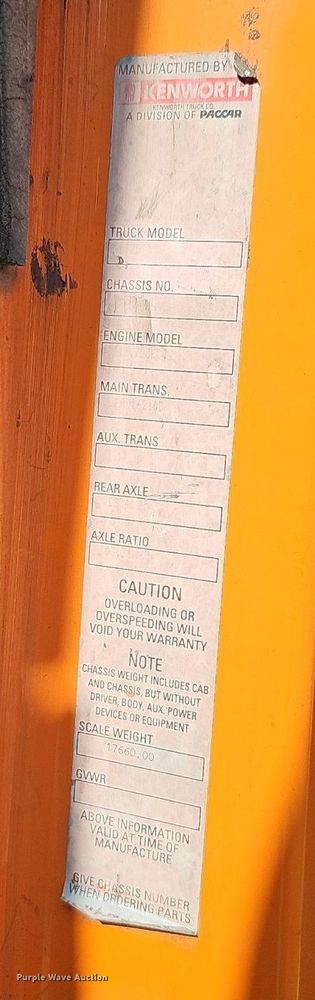 MANUFACTURED BY
KENWORTH
KENWORTH TRUCK CO.
A DIVISION OF PACCAR
TRUCK MODEL
CHASSIS NO.
ENGINE MODEL
MAIN TRANS.
AUX. TRANS
REAR AXLE
AXLE RATIO
CAUTION
OVERLOADING OR
OVERSPEEDING WILL
VOID YOUR WARRANTY
NOTE
CHASSIS WEIGHT INCLUDES CAB
AND CHASSIS, BUT WITHOUT
DRIVER, BODY, AUX. POWER
DEVICES OR EQUIPMENT
SCALE WEIGHT
17660.00
GVWR
ABOVE INFORMATION
VALID AT TIME OF
MANUFACTURE
GIVE CHASSIS NUMBER
WHEN ORDERING PARTS
Purple Wave Auction